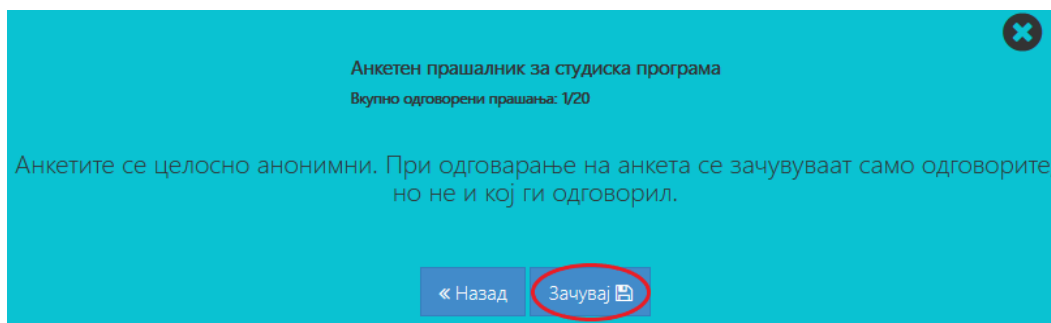 Анкетен прашалник за студиска програма
Вкупно одговорени прашања: 1/20
Анкетите се целосно анонимни. При одговарање на анкета се зачувуваат само одговорите
но не и кој ги одговорил.
« Назад
Зачувај